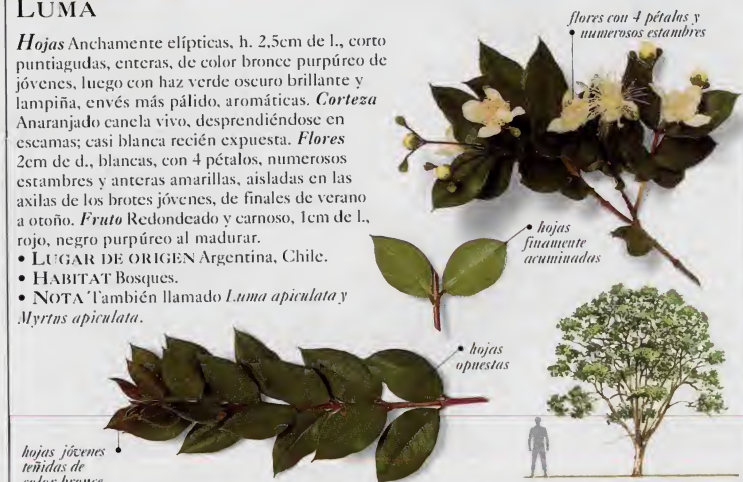 LUMA
Hojas Anchamente elípticas, h. 2,5cm de l., corto
puntiagudas, enteras, de color bronce purpúreo de
jóvenes, luego con haz verde oscuro brillante y
lampiña, envés más pálido, aromáticas. Corteza
Anaranjado canela vivo, desprendiéndose en
escamas; casi blanca recién expuesta. Flores
2cm de d., blancas, con 4 pétalos, numerosos
estambres y anteras amarillas, aisladas en las
axilas de los brotes jóvenes, de finales de verano
a otoño. Fruto Redondeado y carnoso, 1cm de l.,
rojo, negro purpúreo al madurar.
• LUGAR DE ORIGEN Argentina, Chile.
• HABITAT Bosques.
• NOTA También llamado Luma apiculata y
Myrtus apiculata.
flores con 4 pétalos y
numerosos estambres
hojas
finamente
acuminadas
hojas
opuestas
hojas jóvenes
teñidas de
color bronce